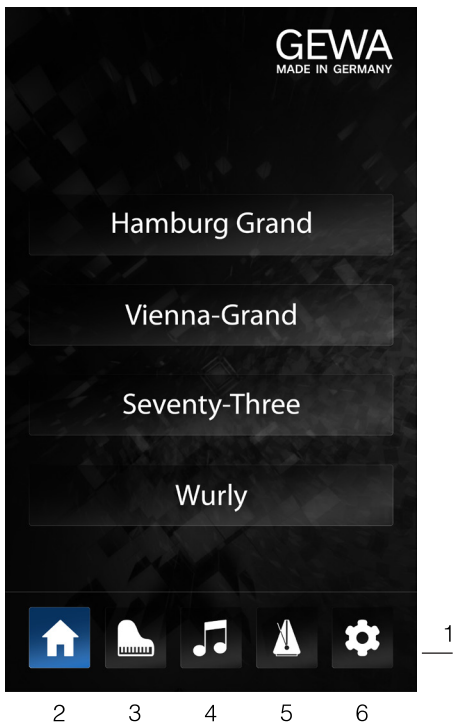 GEWA
MADE IN GERMANY
Hamburg Grand
Vienna-Grand
Seventy-Three
Wurly
1
2 3 4 5 6